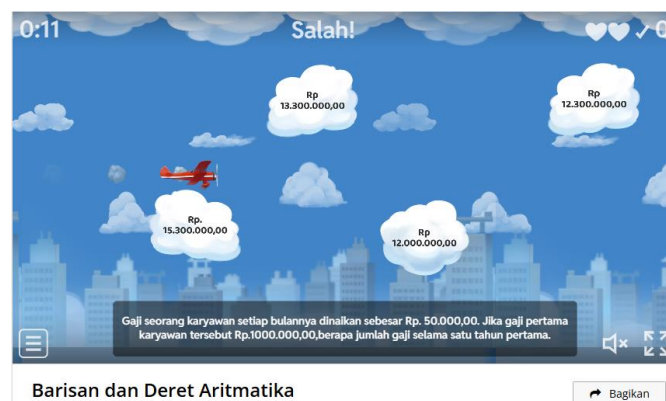 0:11
Salah!
Rp
13.300.000,00
Rp
12.300.000,00
Rp.
15.300.000,00
Rp
12.000.000,00
Gaji seorang karyawan setiap bulannya dinaikan sebesar Rp. 50.000,00. Jika gaji pertama
karyawan tersebut Rp.1000.000,00,berapa jumlah gaji selama satu tahun pertama.
Barisan dan Deret Aritmatika
Bagikan